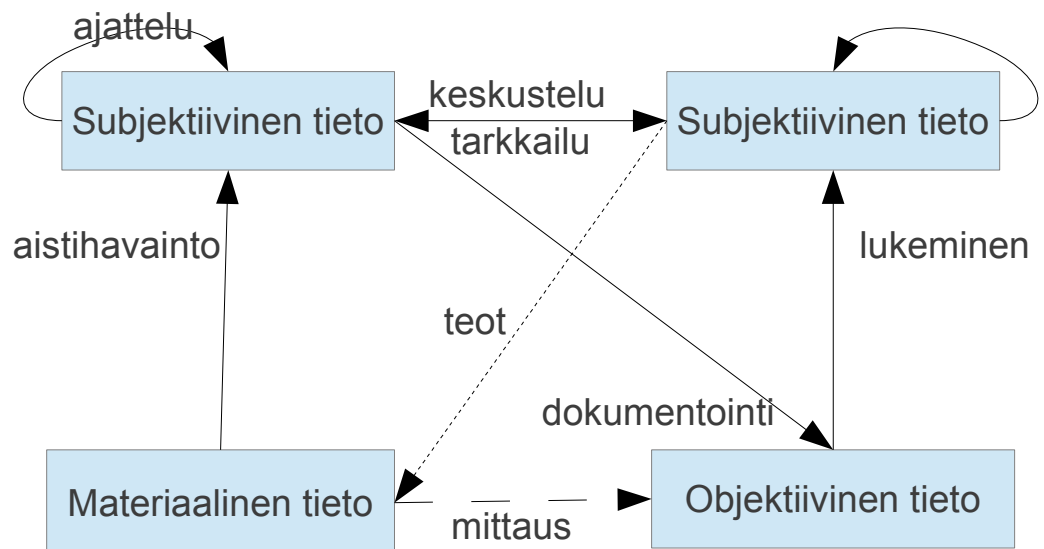 ajattelu
keskustelu
Subjektiivinen tieto
Subjektiivinen tieto
tarkkailu
aistihavainto
lukeminen
teot
dokumentointi
Materiaalinen tieto
Objektiivinen tieto
mittaus